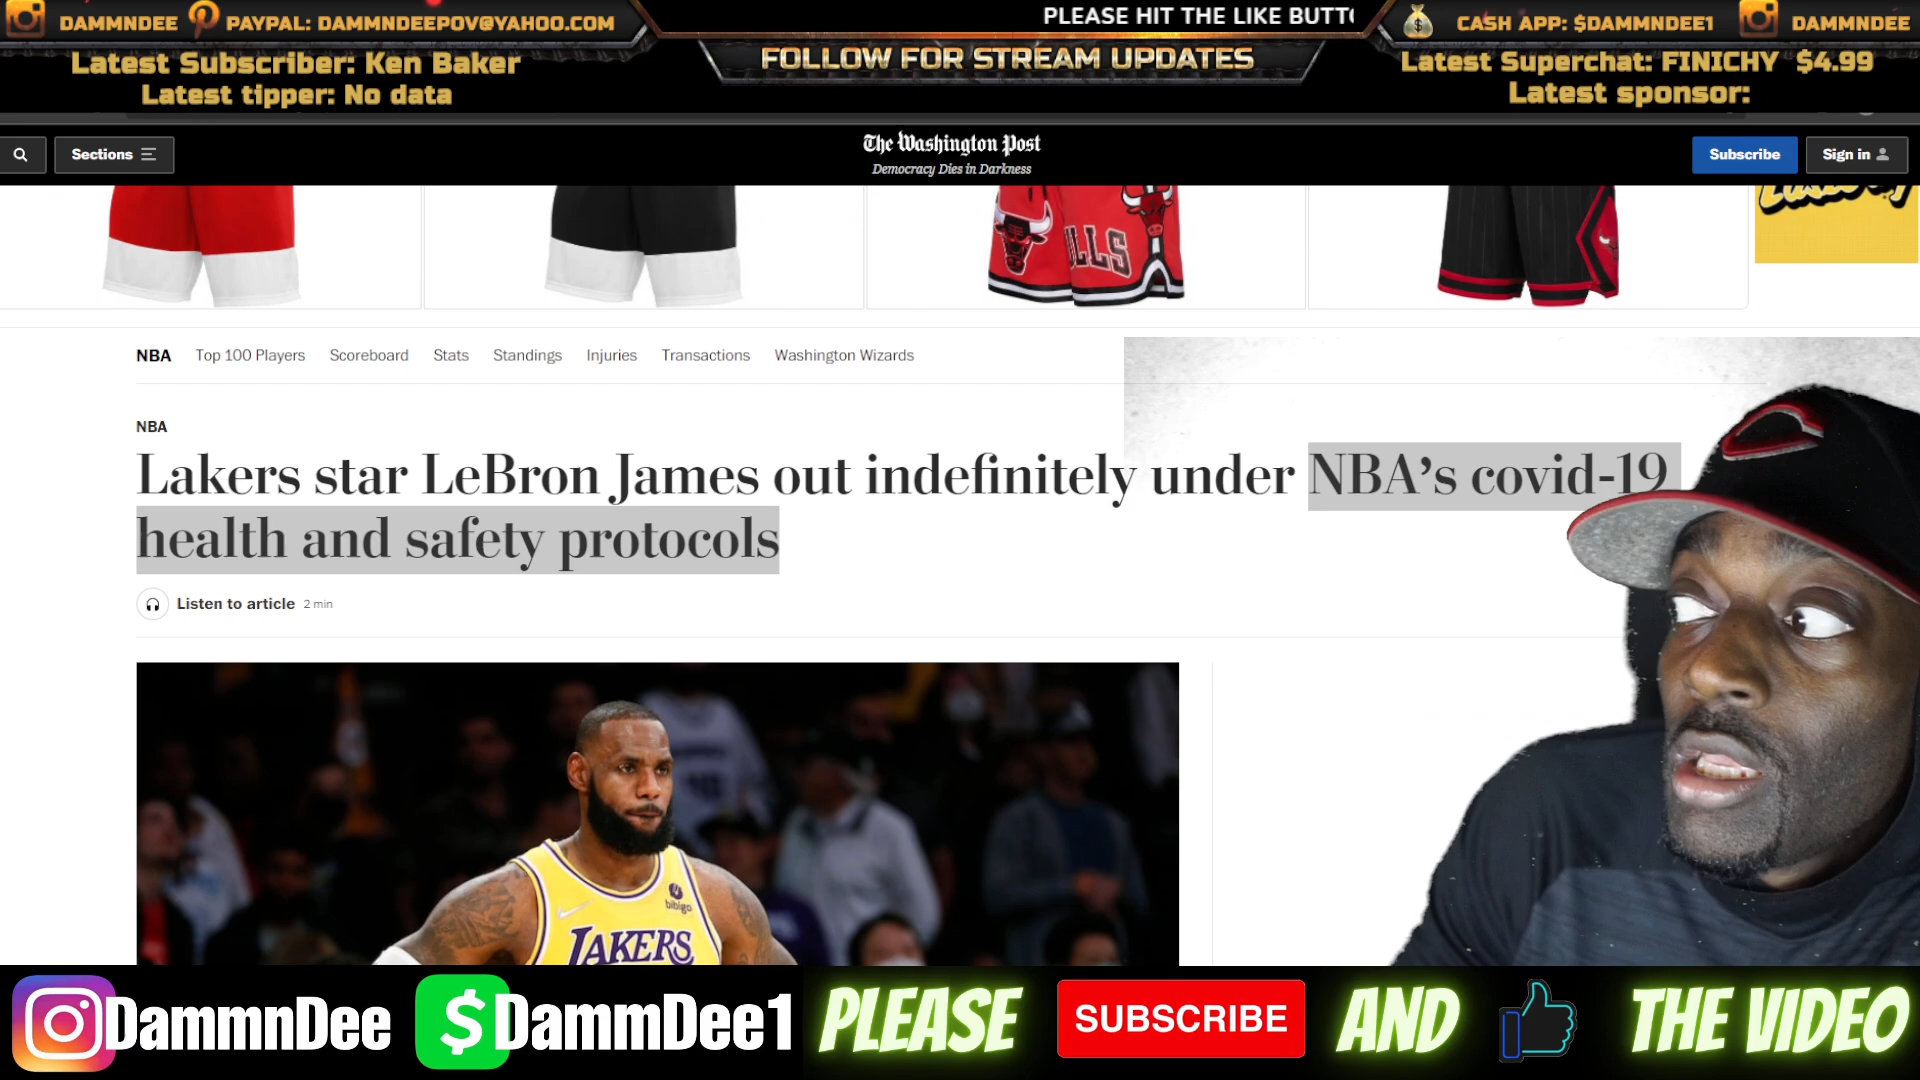 DAMMNDEE
PAYPAL: DAMMNDEEPOV@YAHOO.COM
PLEASE HIT THE LIKE BUTT
CASH APP: $DAMMNDEE1
DAMMNDEE
FOLLOW FOR STREAM UPDATES
Latest Subscriber: Ken Baker
Latest tipper: No data
Latest Superchat: FINICHY $4.99
Latest sponsor:
Sections
The Washington Post
Democracy Dies in Darkness
Subscribe
Sign in
ULLS
NBA Top 100 Players Scoreboard Stats Standings Injuries Transactions Washington Wizards
NBA
Lakers star LeBron James out indefinitely under NBA's covid-19
health and safety protocols
Listen to article 2 min
bibigo
LAKERS
DammnDee
$ DammDee1
PLEASE
SUBSCRIBE
AND
THE VIDEO